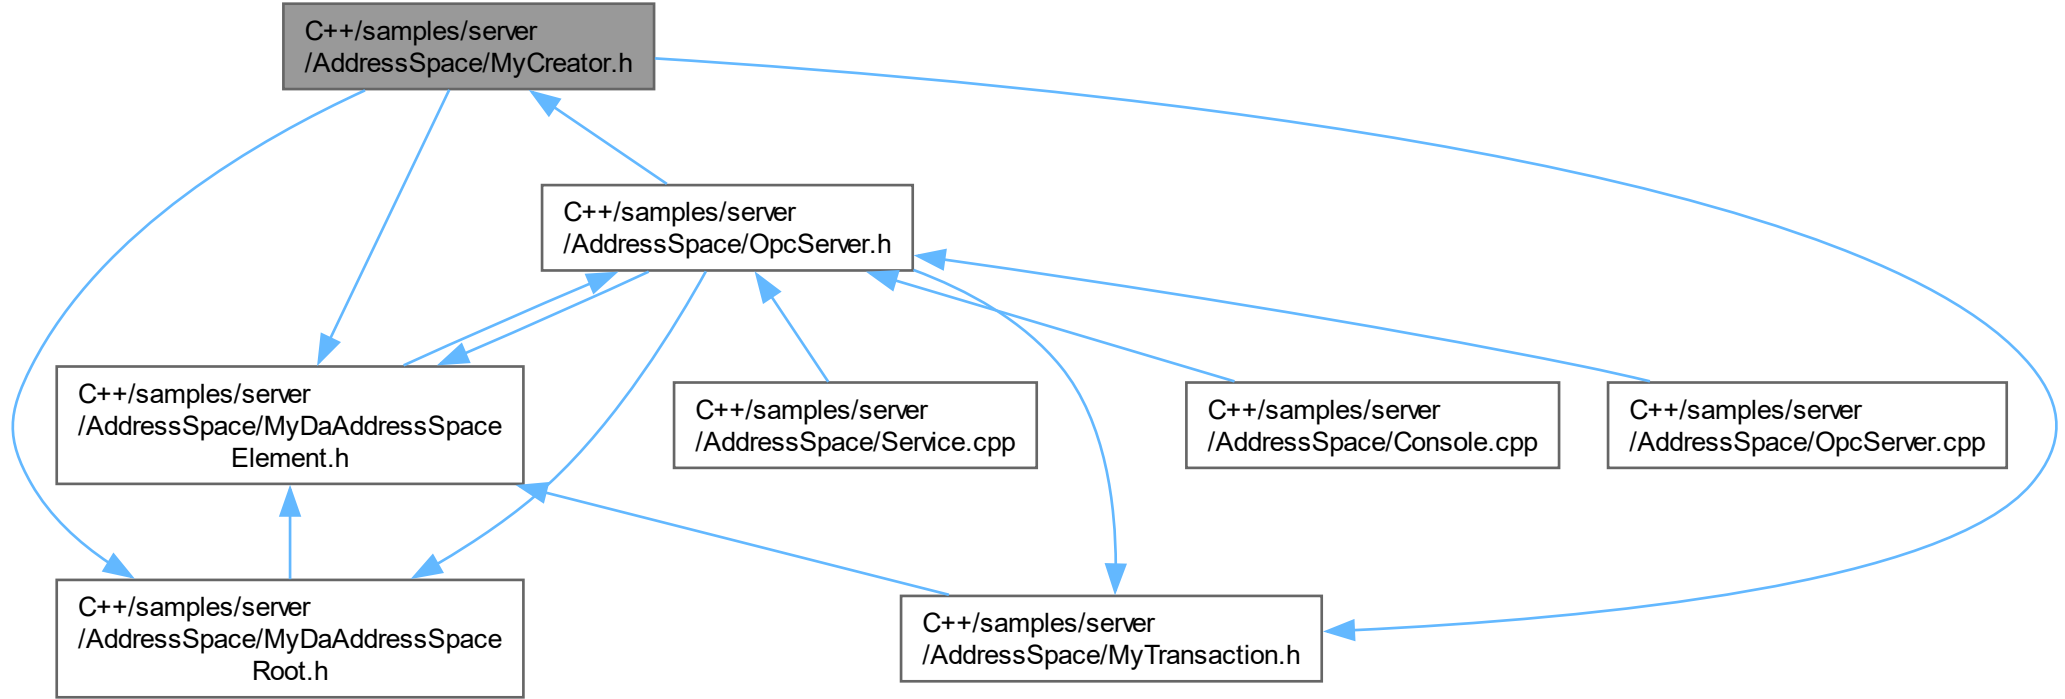 C++/samples/server
/AddressSpace/MyCreator.h
C++/samples/server
/AddressSpace/OpcServer.h
C++/samples/server
/AddressSpace/MyDaAddressSpace
Element.h
C++/samples/server
/AddressSpace/Service.cpp
C++/samples/server
/AddressSpace/Console.cpp
C++/samples/server
/AddressSpace/OpcServer.cpp
C++/samples/server
/AddressSpace/MyDaAddressSpace
Root.h
C++/samples/server
/AddressSpace/MyTransaction.h